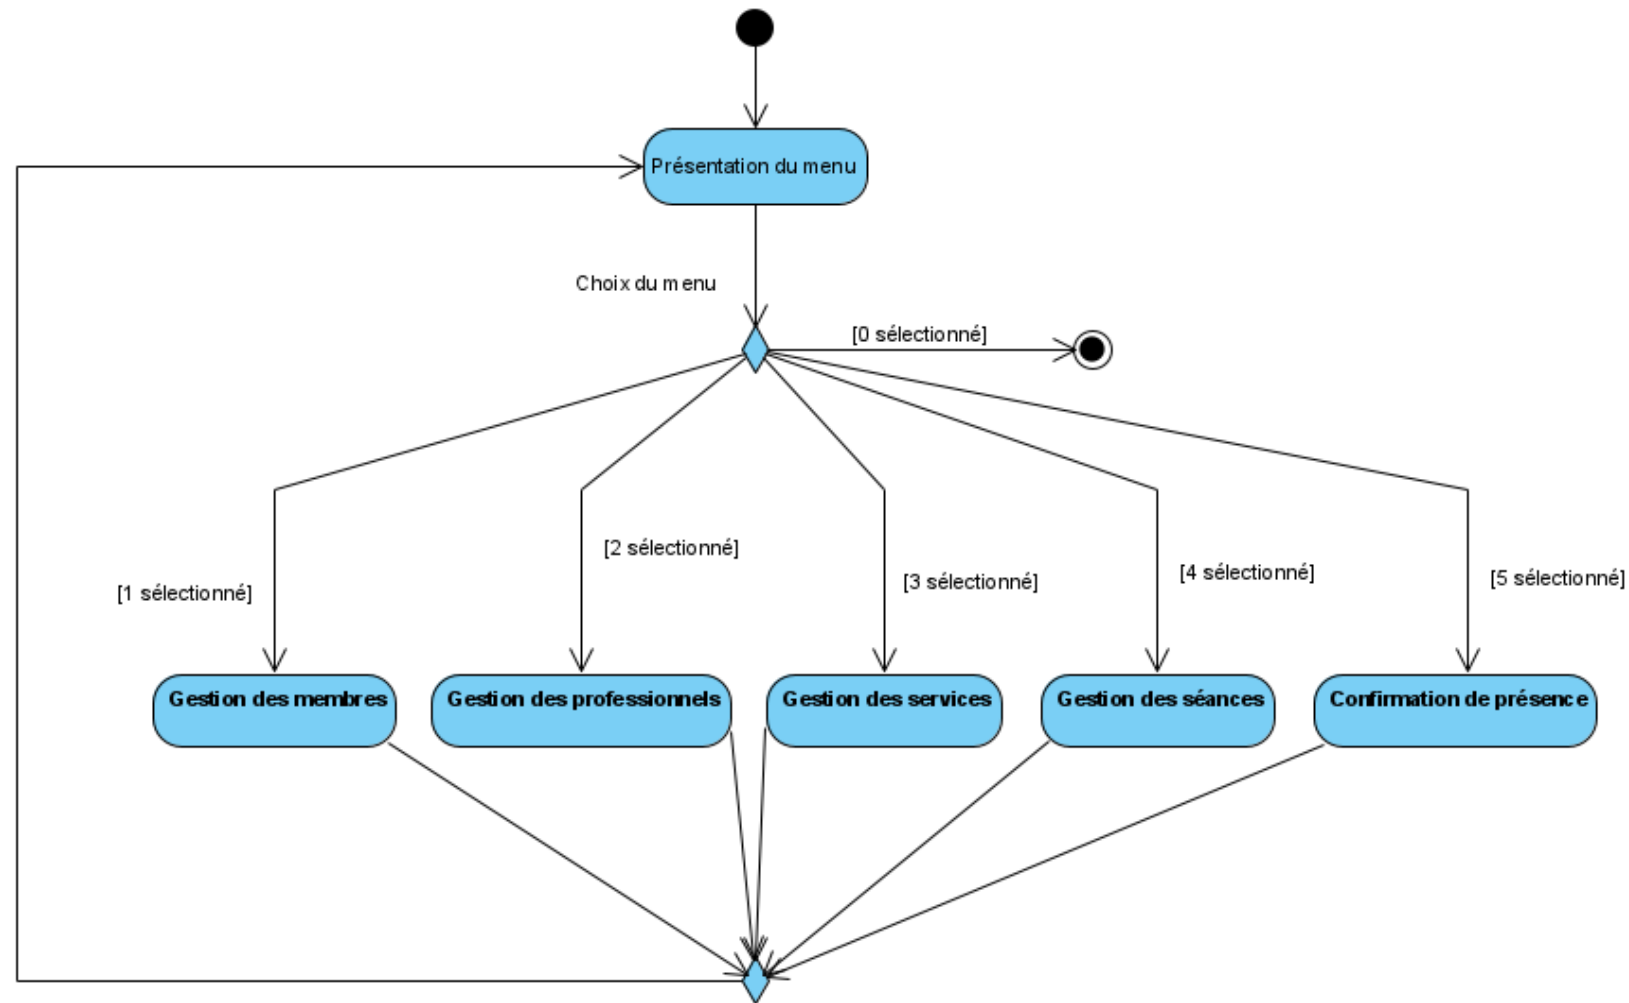 Présentation du menu
Choix du menu
[0 sélectionné]
[1 sélectionné]
[2 sélectionné]
[3 sélectionné]
[4 sélectionné]
[5 sélectionné]
Gestion des membres
Gestion des professionnels
Gestion des services
Gestion des séances
Confirmation de présence